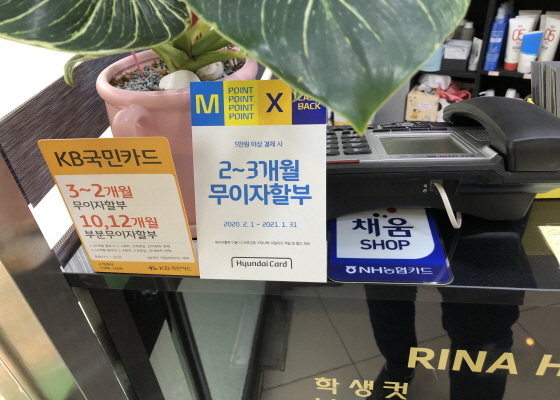 KB국민카드
3~2개월
무이자할부
10,12개월
부분무이자할부
KB국민카드
M
POINT
POINT
POINT
POINT
X
BACK
5만원 이상 결제 시
2~3개월
무이자할부
2020. 2. 1 ~ 2021. 1. 31
Hyundai Card
채움
SHOP
NH농협카드
RINA H
학생컷